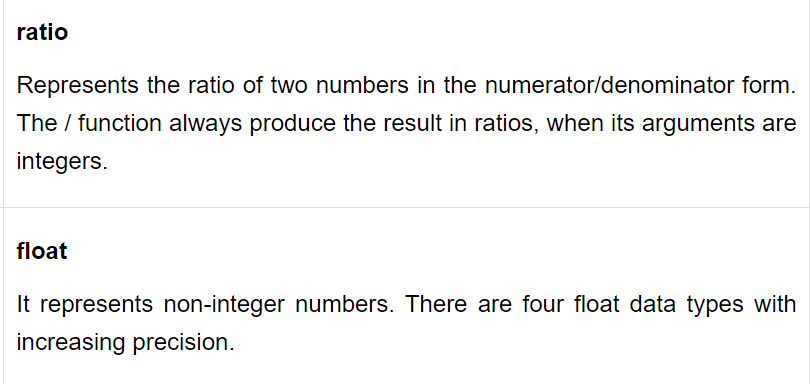 ratio
Represents the ratio of two numbers in the numerator/denominator form.
The / function always produce the result in ratios, when its arguments are
integers.
float
It represents non-integer numbers. There are four float data types with
increasing precision.